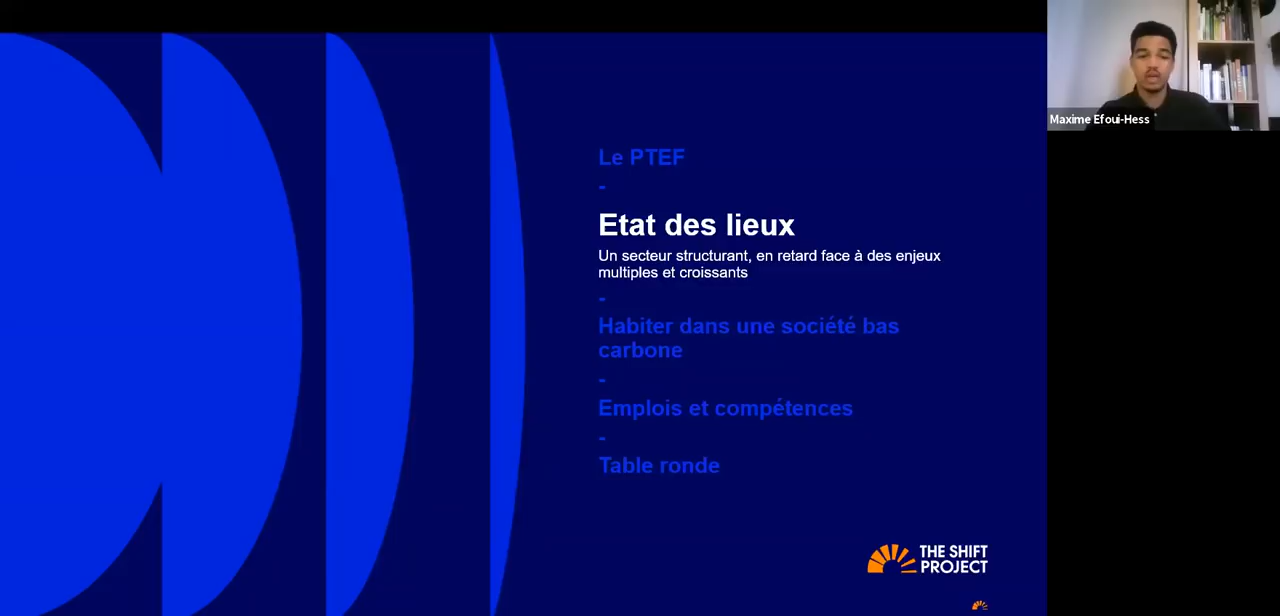 Maxime Efoui-Hess
Le PTEF
-
Etat des lieux
Un secteur structurant, en retard face à des enjeux
multiples et croissants
-
Habiter dans une société bas
carbone
-
Emplois et compétences
-
Table ronde
THE SHIFT
PROJECT